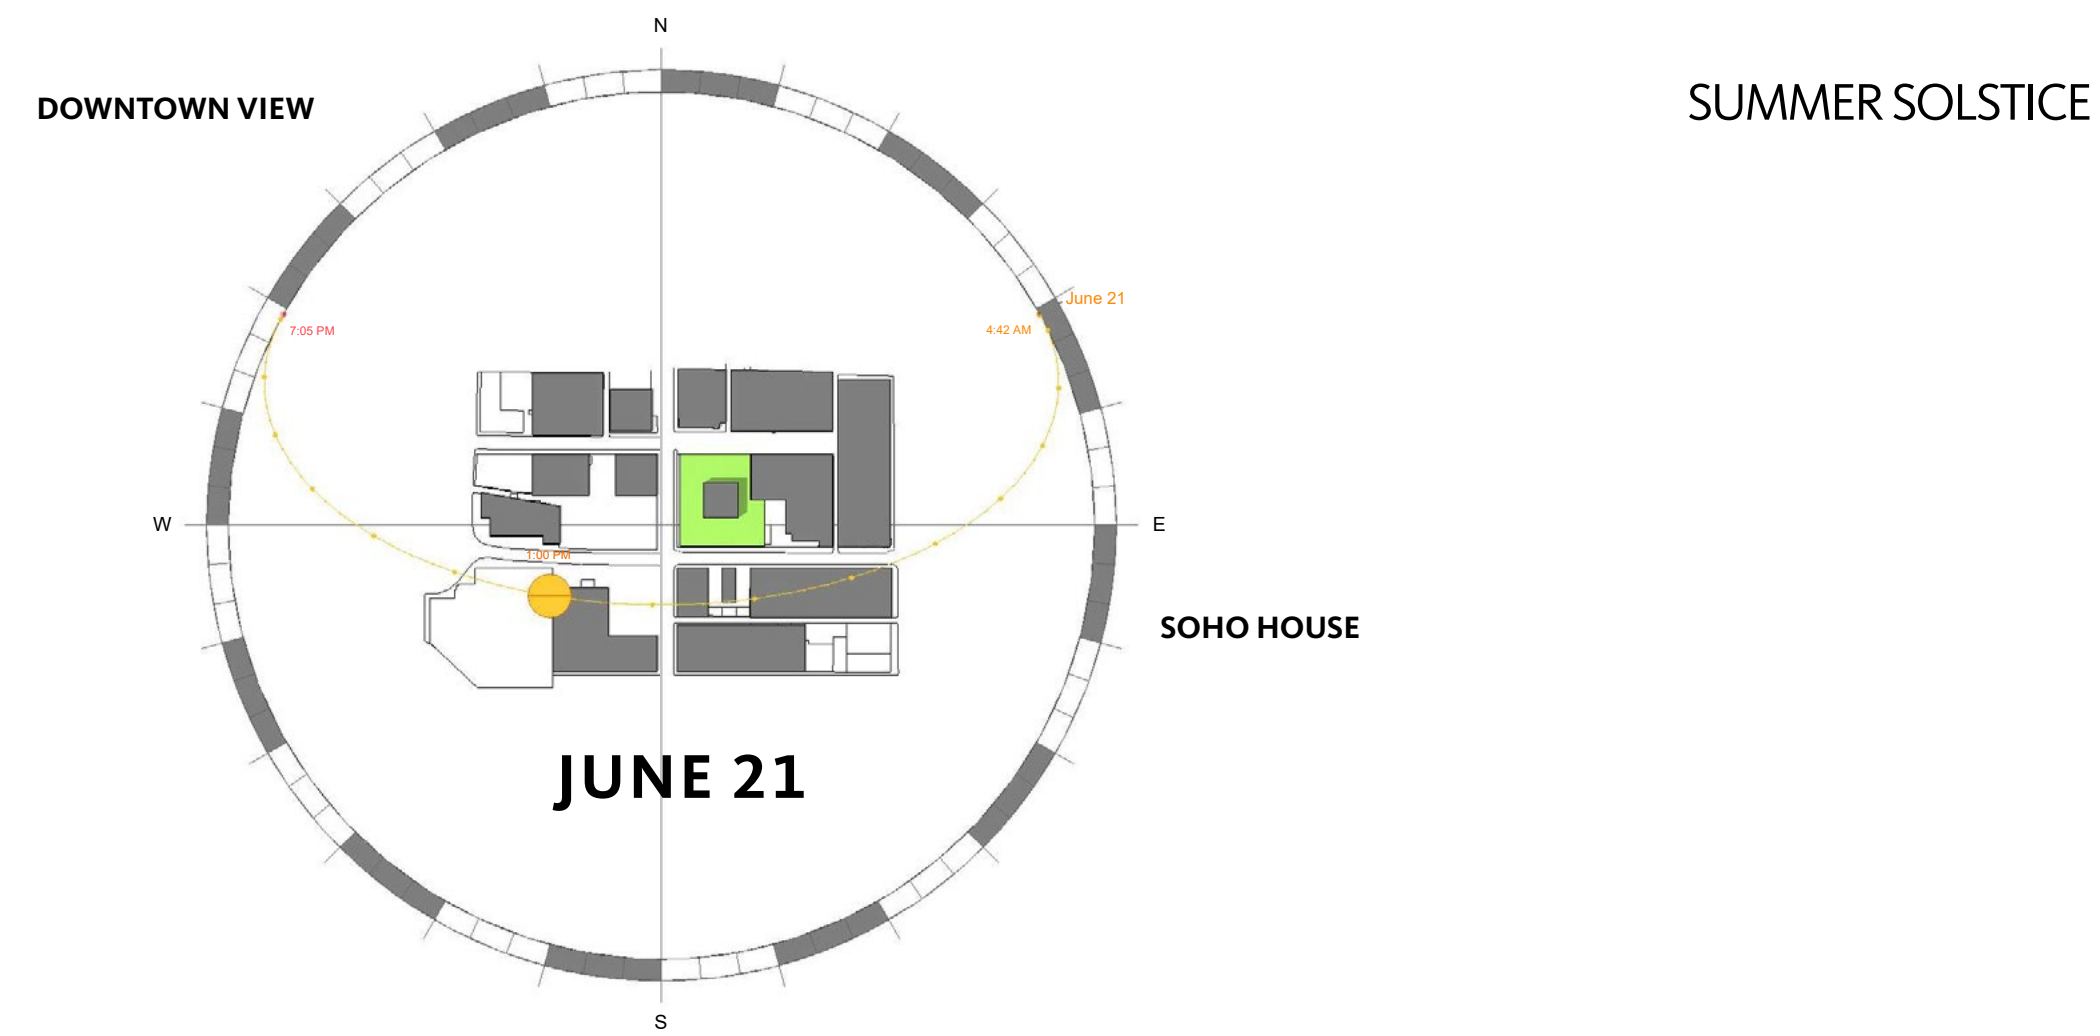 N
DOWNTOWN VIEW
SUMMER SOLSTICE
June 21
7:05 PM
4:42 AM
W
E
1:00 PM
SOHO HOUSE
JUNE 21
S